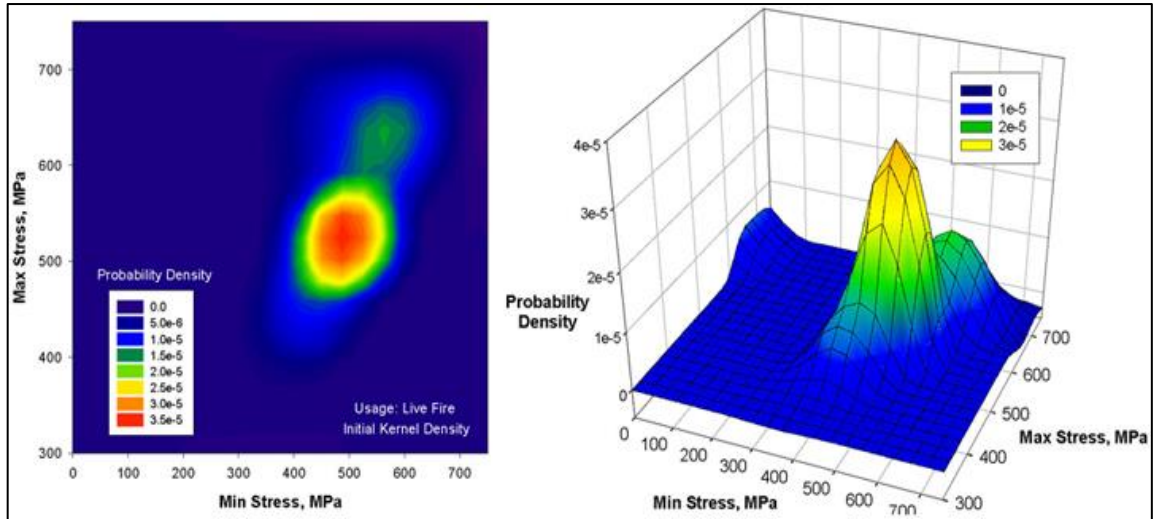 700
600
500
400
300
Max Stress, MPa
Probability Density
0.0
5.0e-6
1.0e-5
1.5e-5
2.0e-5
2.5e-5
3.0e-5
3.5e-5
Usage: Live Fire
Initial Kernel Density
0 100 200 300 400 500 600 700
Min Stress, MPa
0
1e-5
2e-5
3e-5
4e-5
3e-5
2e-5
1e-5
0
Probability
Density
0 100 200 300 400 500 600 700
Min Stress, MPa
300
400
500
600
700
Max Stress, MPa